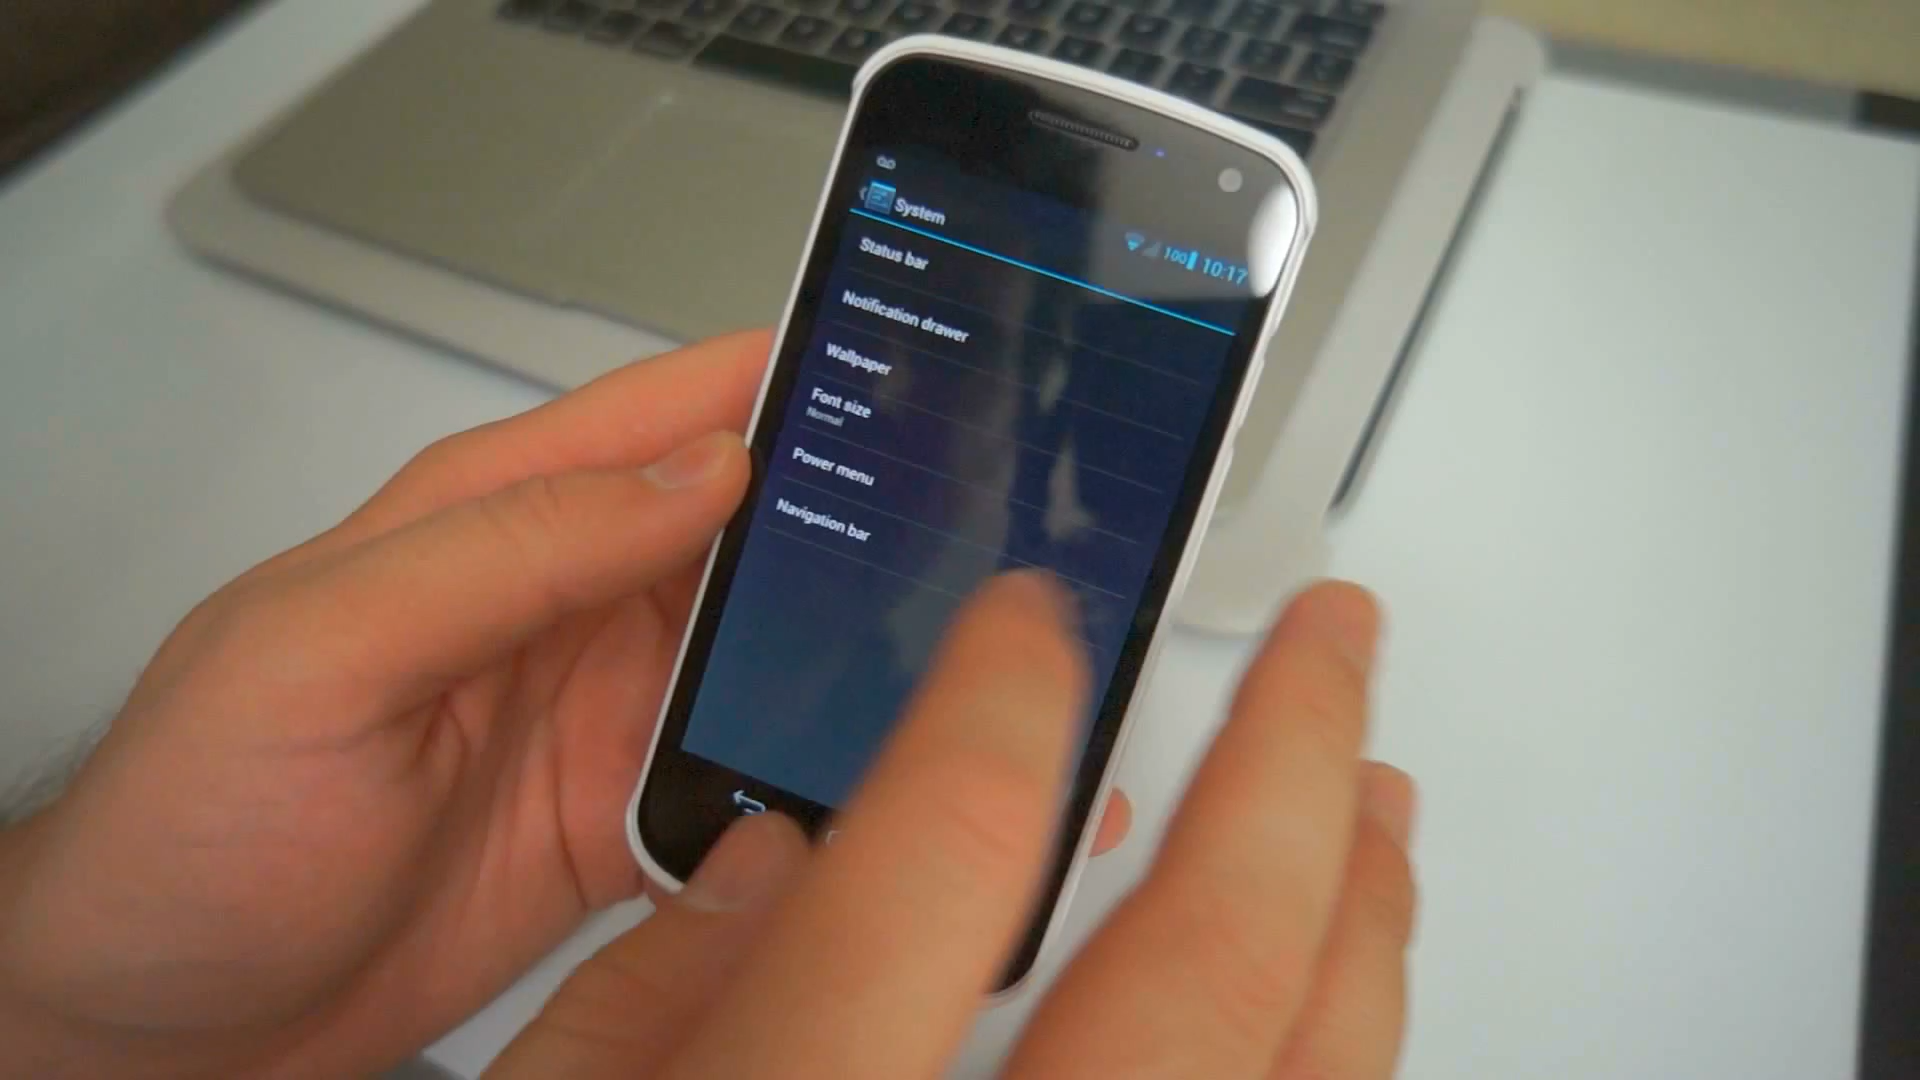 System
100 10:17
Status bar
Notification drawer
Wallpaper
Font size
Normal
Power menu
Navigation bar